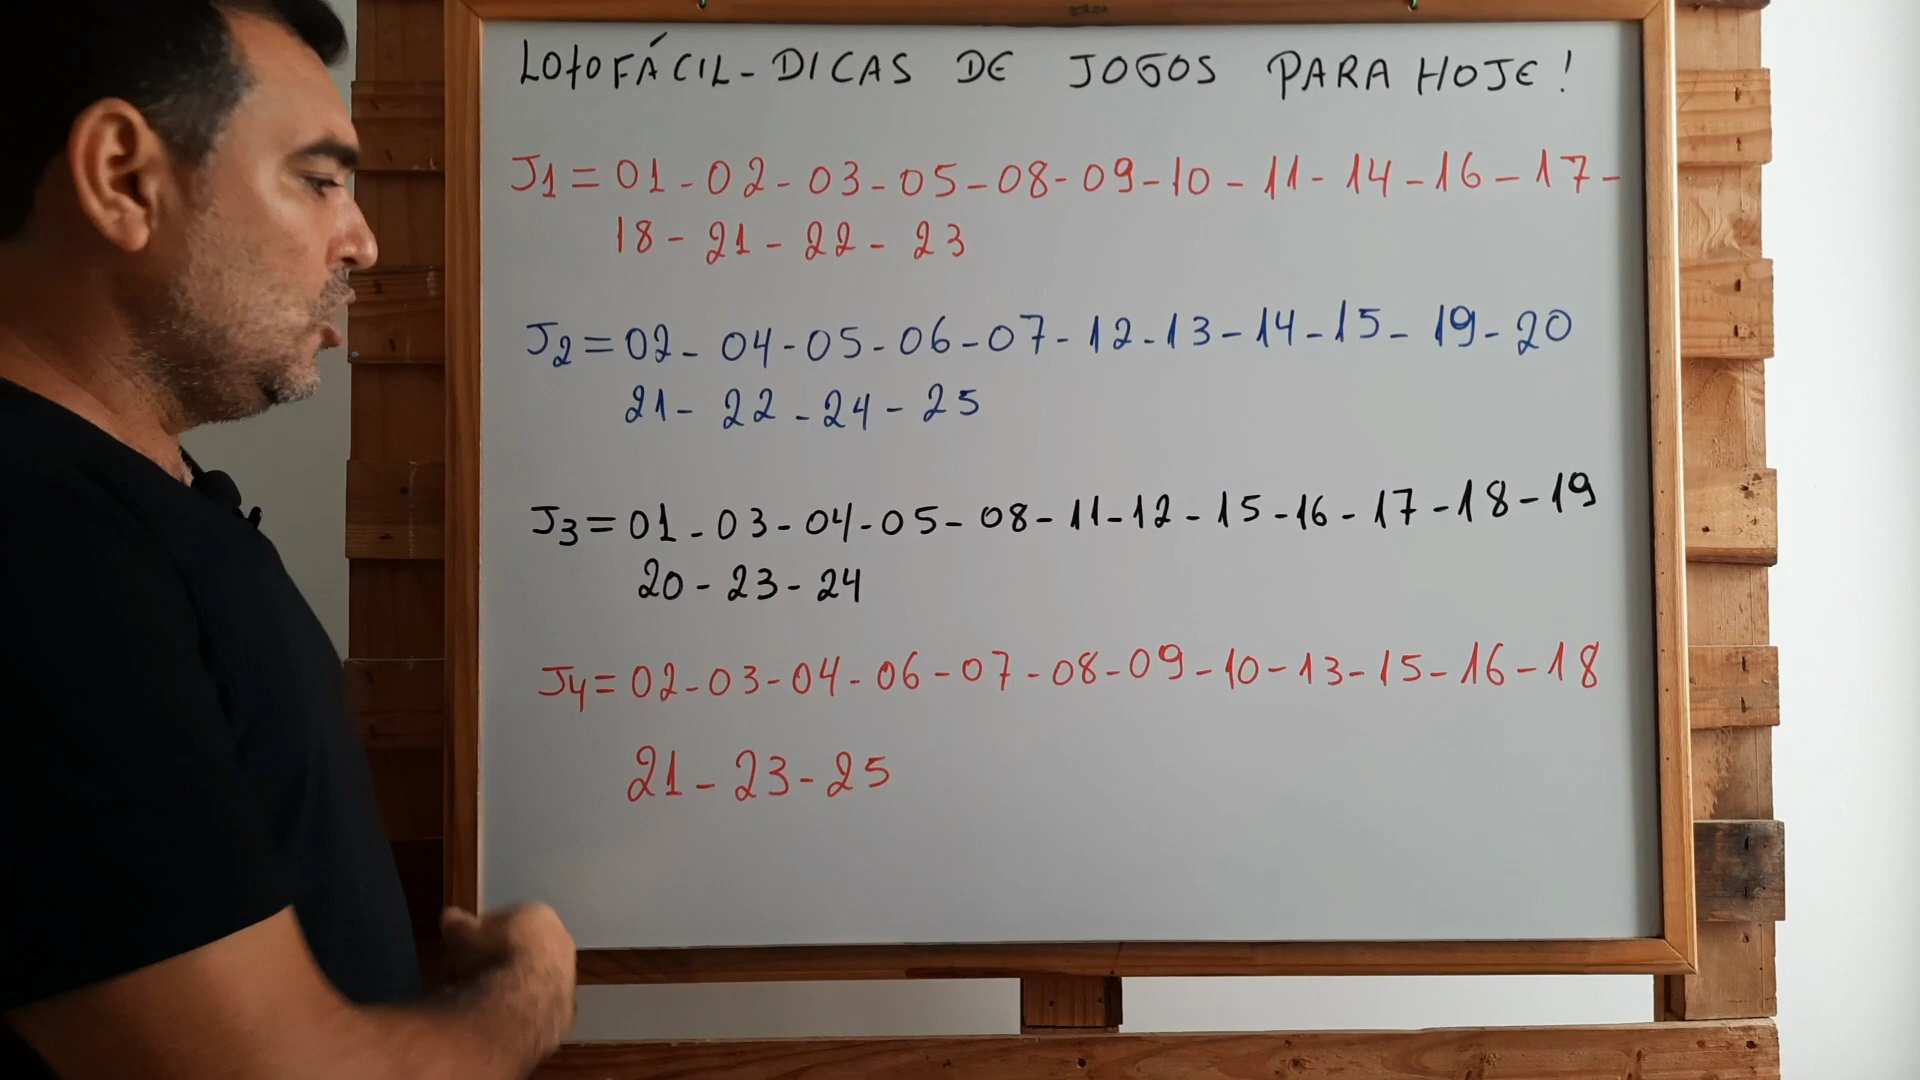 LOTOFÁCIL - DICAS DE JOGOS PARA HOJE!
J1 = 01 - 02 - 03 - 05 - 08 - 09 - 10 - 11 - 14 - 16 - 17 -
18 - 21 - 22 - 23
J2 = 02 - 04 - 05 - 06 - 07 - 12 - 13 - 14 - 15 - 19 - 20
21 - 22 - 24 - 25
J3 = 01 - 03 - 04 - 05 - 08 - 11 - 12 - 15 - 16 - 17 - 18 - 19
20 - 23 - 24
J4 = 02 - 03 - 04 - 06 - 07 - 08 - 09 - 10 - 13 - 15 - 16 - 18
21 - 23 - 25